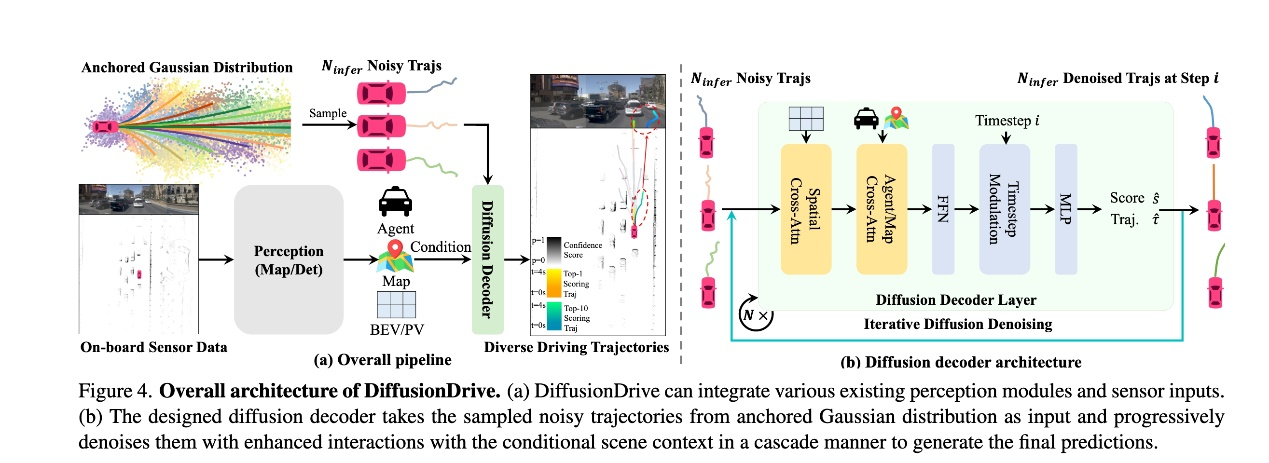 Anchored Gaussian Distribution
N_infer Noisy Trajs
Sample
Perception
(Map/Det)
Agent
Condition
Map
BEV/PV
Diffusion Decoder
p=1
Confidence
Score
p=0
t=4s
Top-1
Scoring
Traj
t=0s
t=4s
Top-10
Scoring
Traj
t=0s
On-board Sensor Data
(a) Overall pipeline
Diverse Driving Trajectories
N_infer Noisy Trajs
N_infer Denoised Trajs at Step i
Timestep i
Spatial
Cross-Attn
Agent/Map
Cross-Attn
FFN
Timestep
Modulation
MLP
Score ŝ
Traj. τ̂
Diffusion Decoder Layer
N ×
Iterative Diffusion Denoising
(b) Diffusion decoder architecture
Figure 4. Overall architecture of DiffusionDrive. (a) DiffusionDrive can integrate various existing perception modules and sensor inputs.
(b) The designed diffusion decoder takes the sampled noisy trajectories from anchored Gaussian distribution as input and progressively
denoises them with enhanced interactions with the conditional scene context in a cascade manner to generate the final predictions.